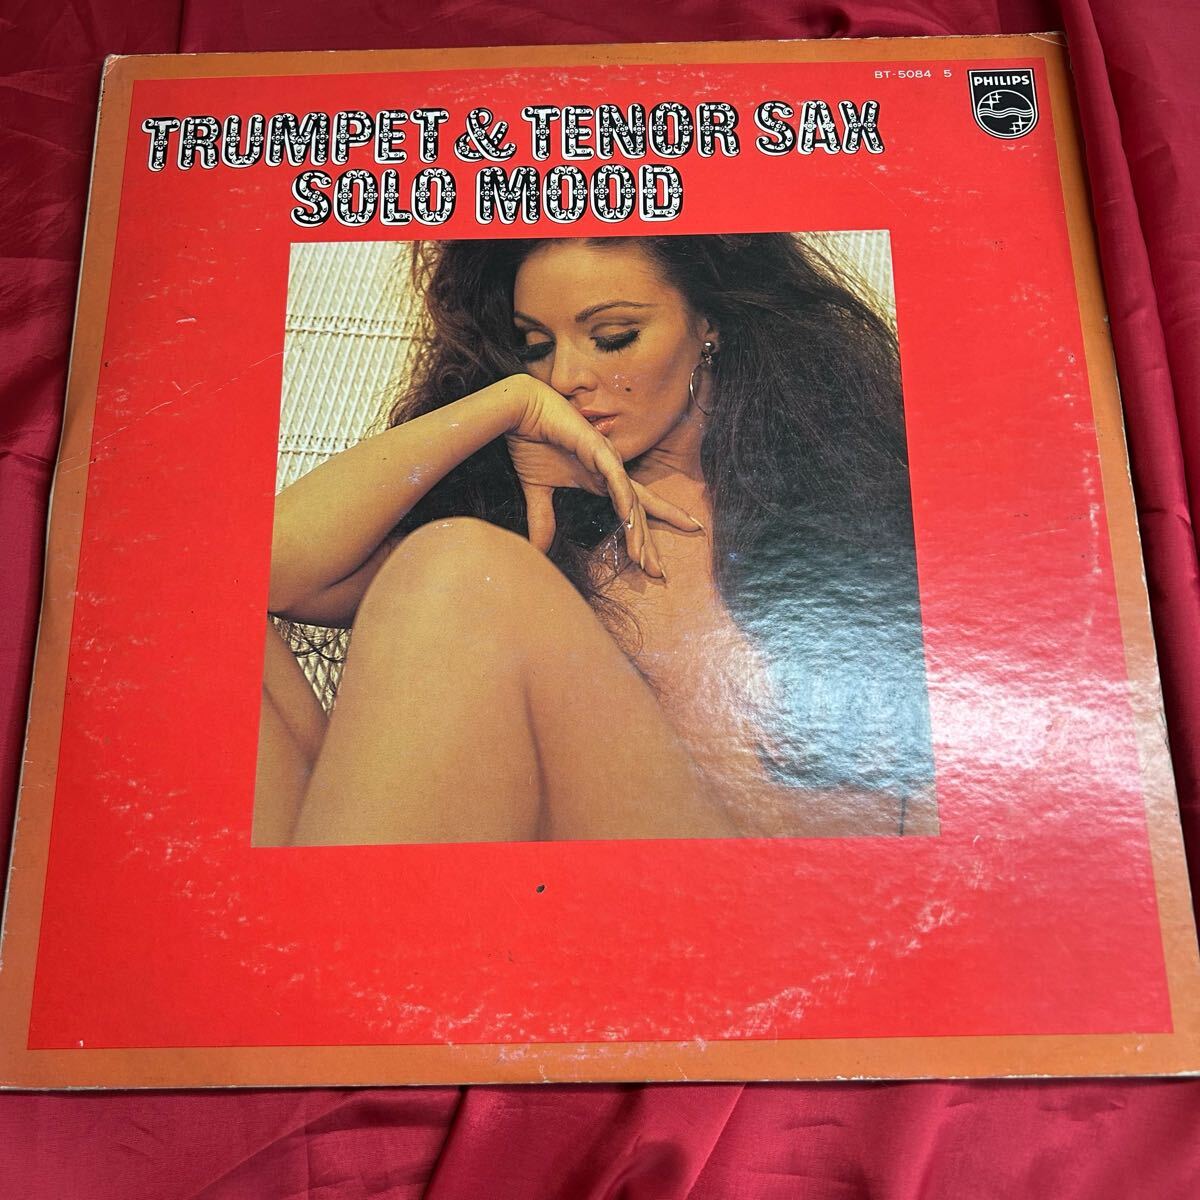 BT-5084 5
PHILIPS
TRUMPET & TENOR SAX
SOLO MOOD